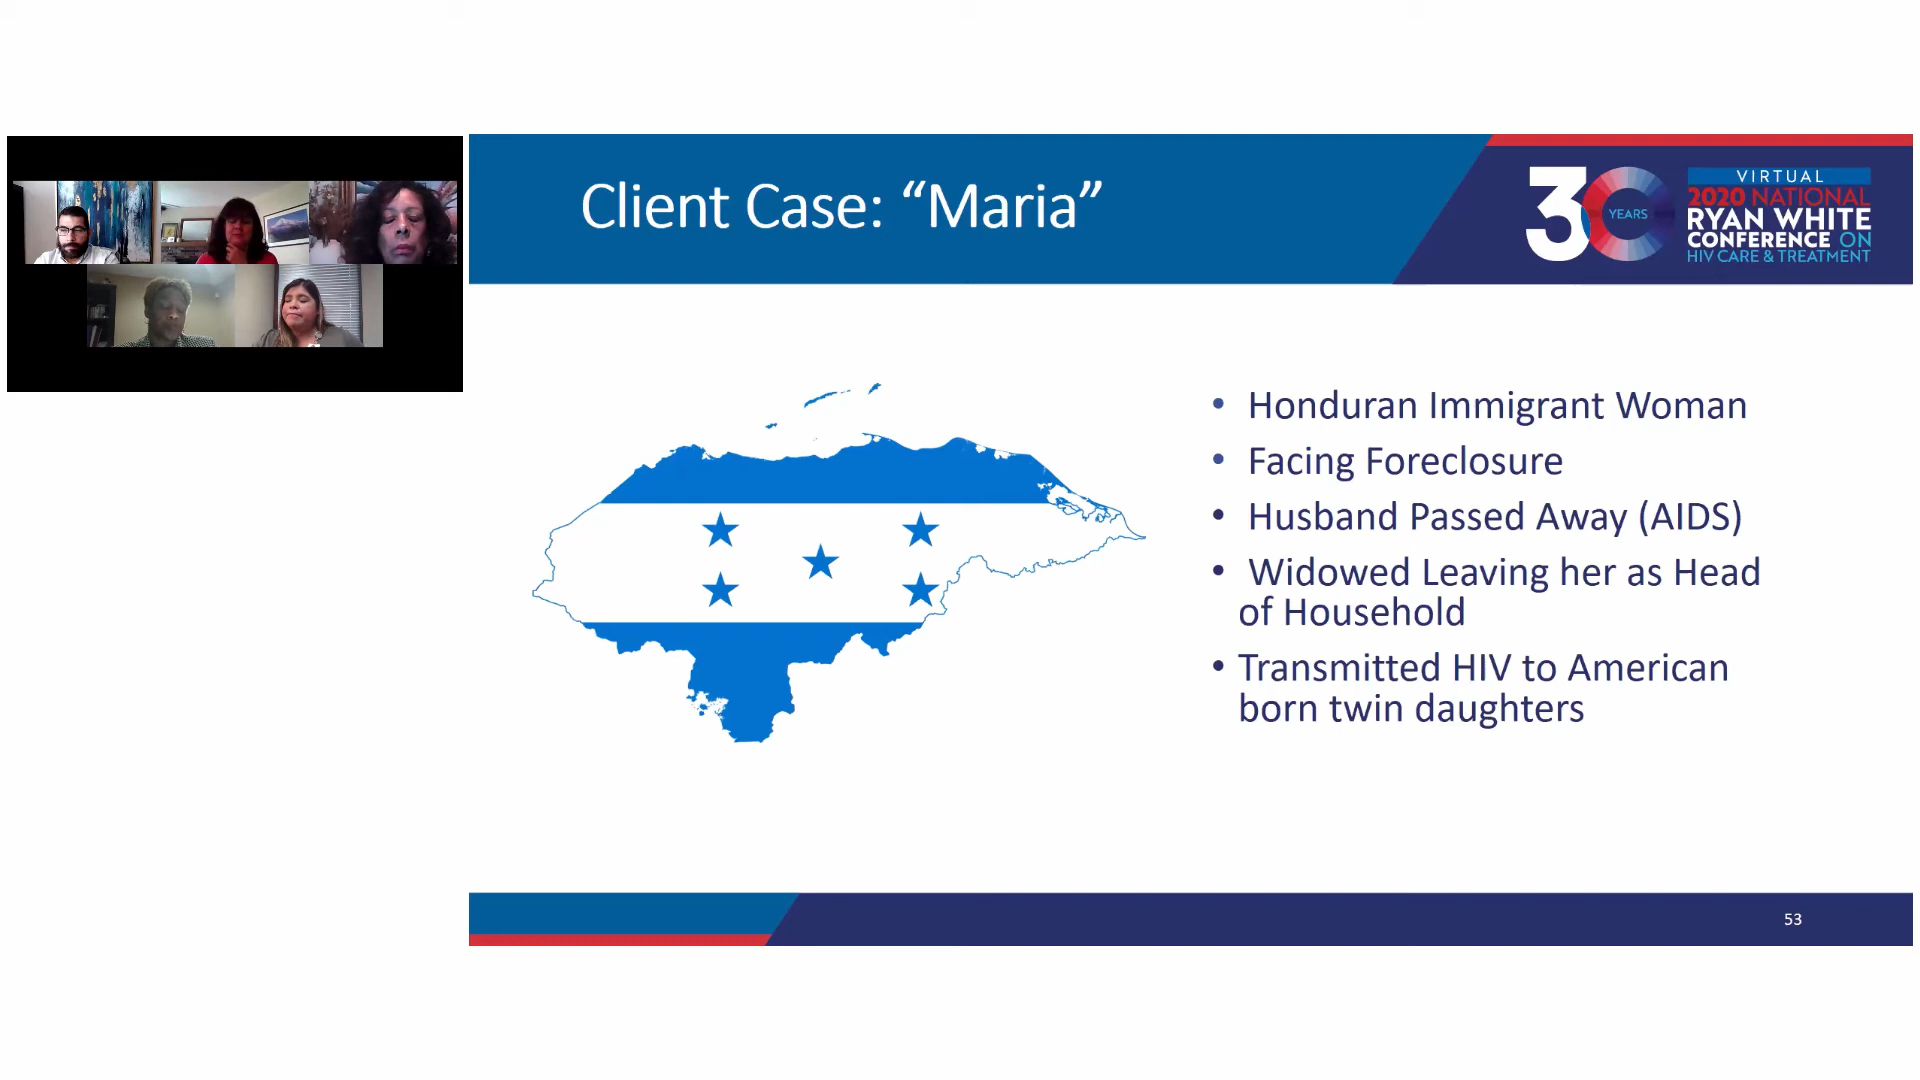 Client Case: “Maria”
30
YEARS
VIRTUAL
2020 NATIONAL
RYAN WHITE
CONFERENCE ON
HIV CARE & TREATMENT
• Honduran Immigrant Woman
• Facing Foreclosure
• Husband Passed Away (AIDS)
• Widowed Leaving her as Head
of Household
• Transmitted HIV to American
born twin daughters
53